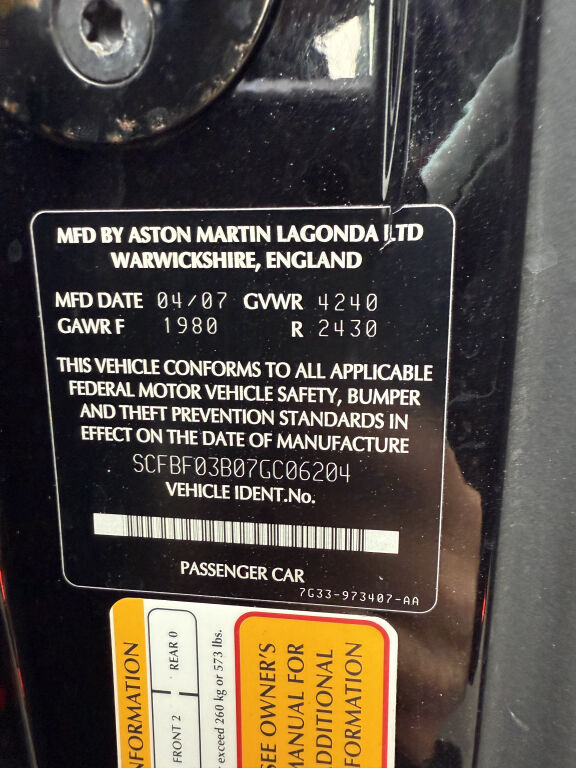 MFD BY ASTON MARTIN LAGONDA LTD
WARWICKSHIRE, ENGLAND
MFD DATE 04/07 GVWR 4240
GAWR F 1980 R 2430
THIS VEHICLE CONFORMS TO ALL APPLICABLE
FEDERAL MOTOR VEHICLE SAFETY, BUMPER
AND THEFT PREVENTION STANDARDS IN
EFFECT ON THE DATE OF MANUFACTURE
SCFBF03B07GC06204
VEHICLE IDENT.No.
PASSENGER CAR
7G33-973407-AA
FRONT 2
REAR 0
exceed 260 kg or 573 lbs.
SEE OWNER'S
MANUAL FOR
ADDITIONAL